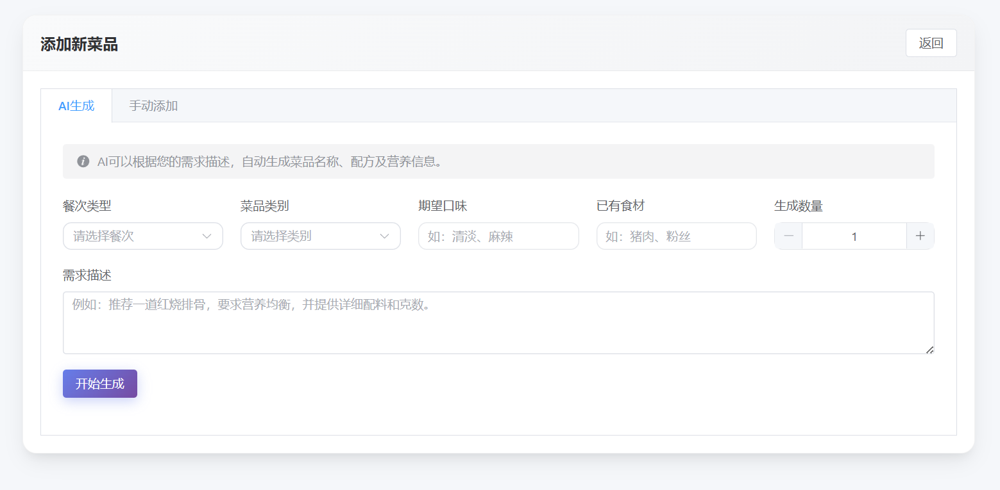 添加新菜品
返回
AI生成
手动添加
AI可以根据您的需求描述，自动生成菜品名称、配方及营养信息。
餐次类型
菜品类别
期望口味
已有食材
生成数量
请选择餐次
请选择类别
如：清淡、麻辣
如：猪肉、粉丝
1
需求描述
例如：推荐一道红烧排骨，要求营养均衡，并提供详细配料和克数。
开始生成